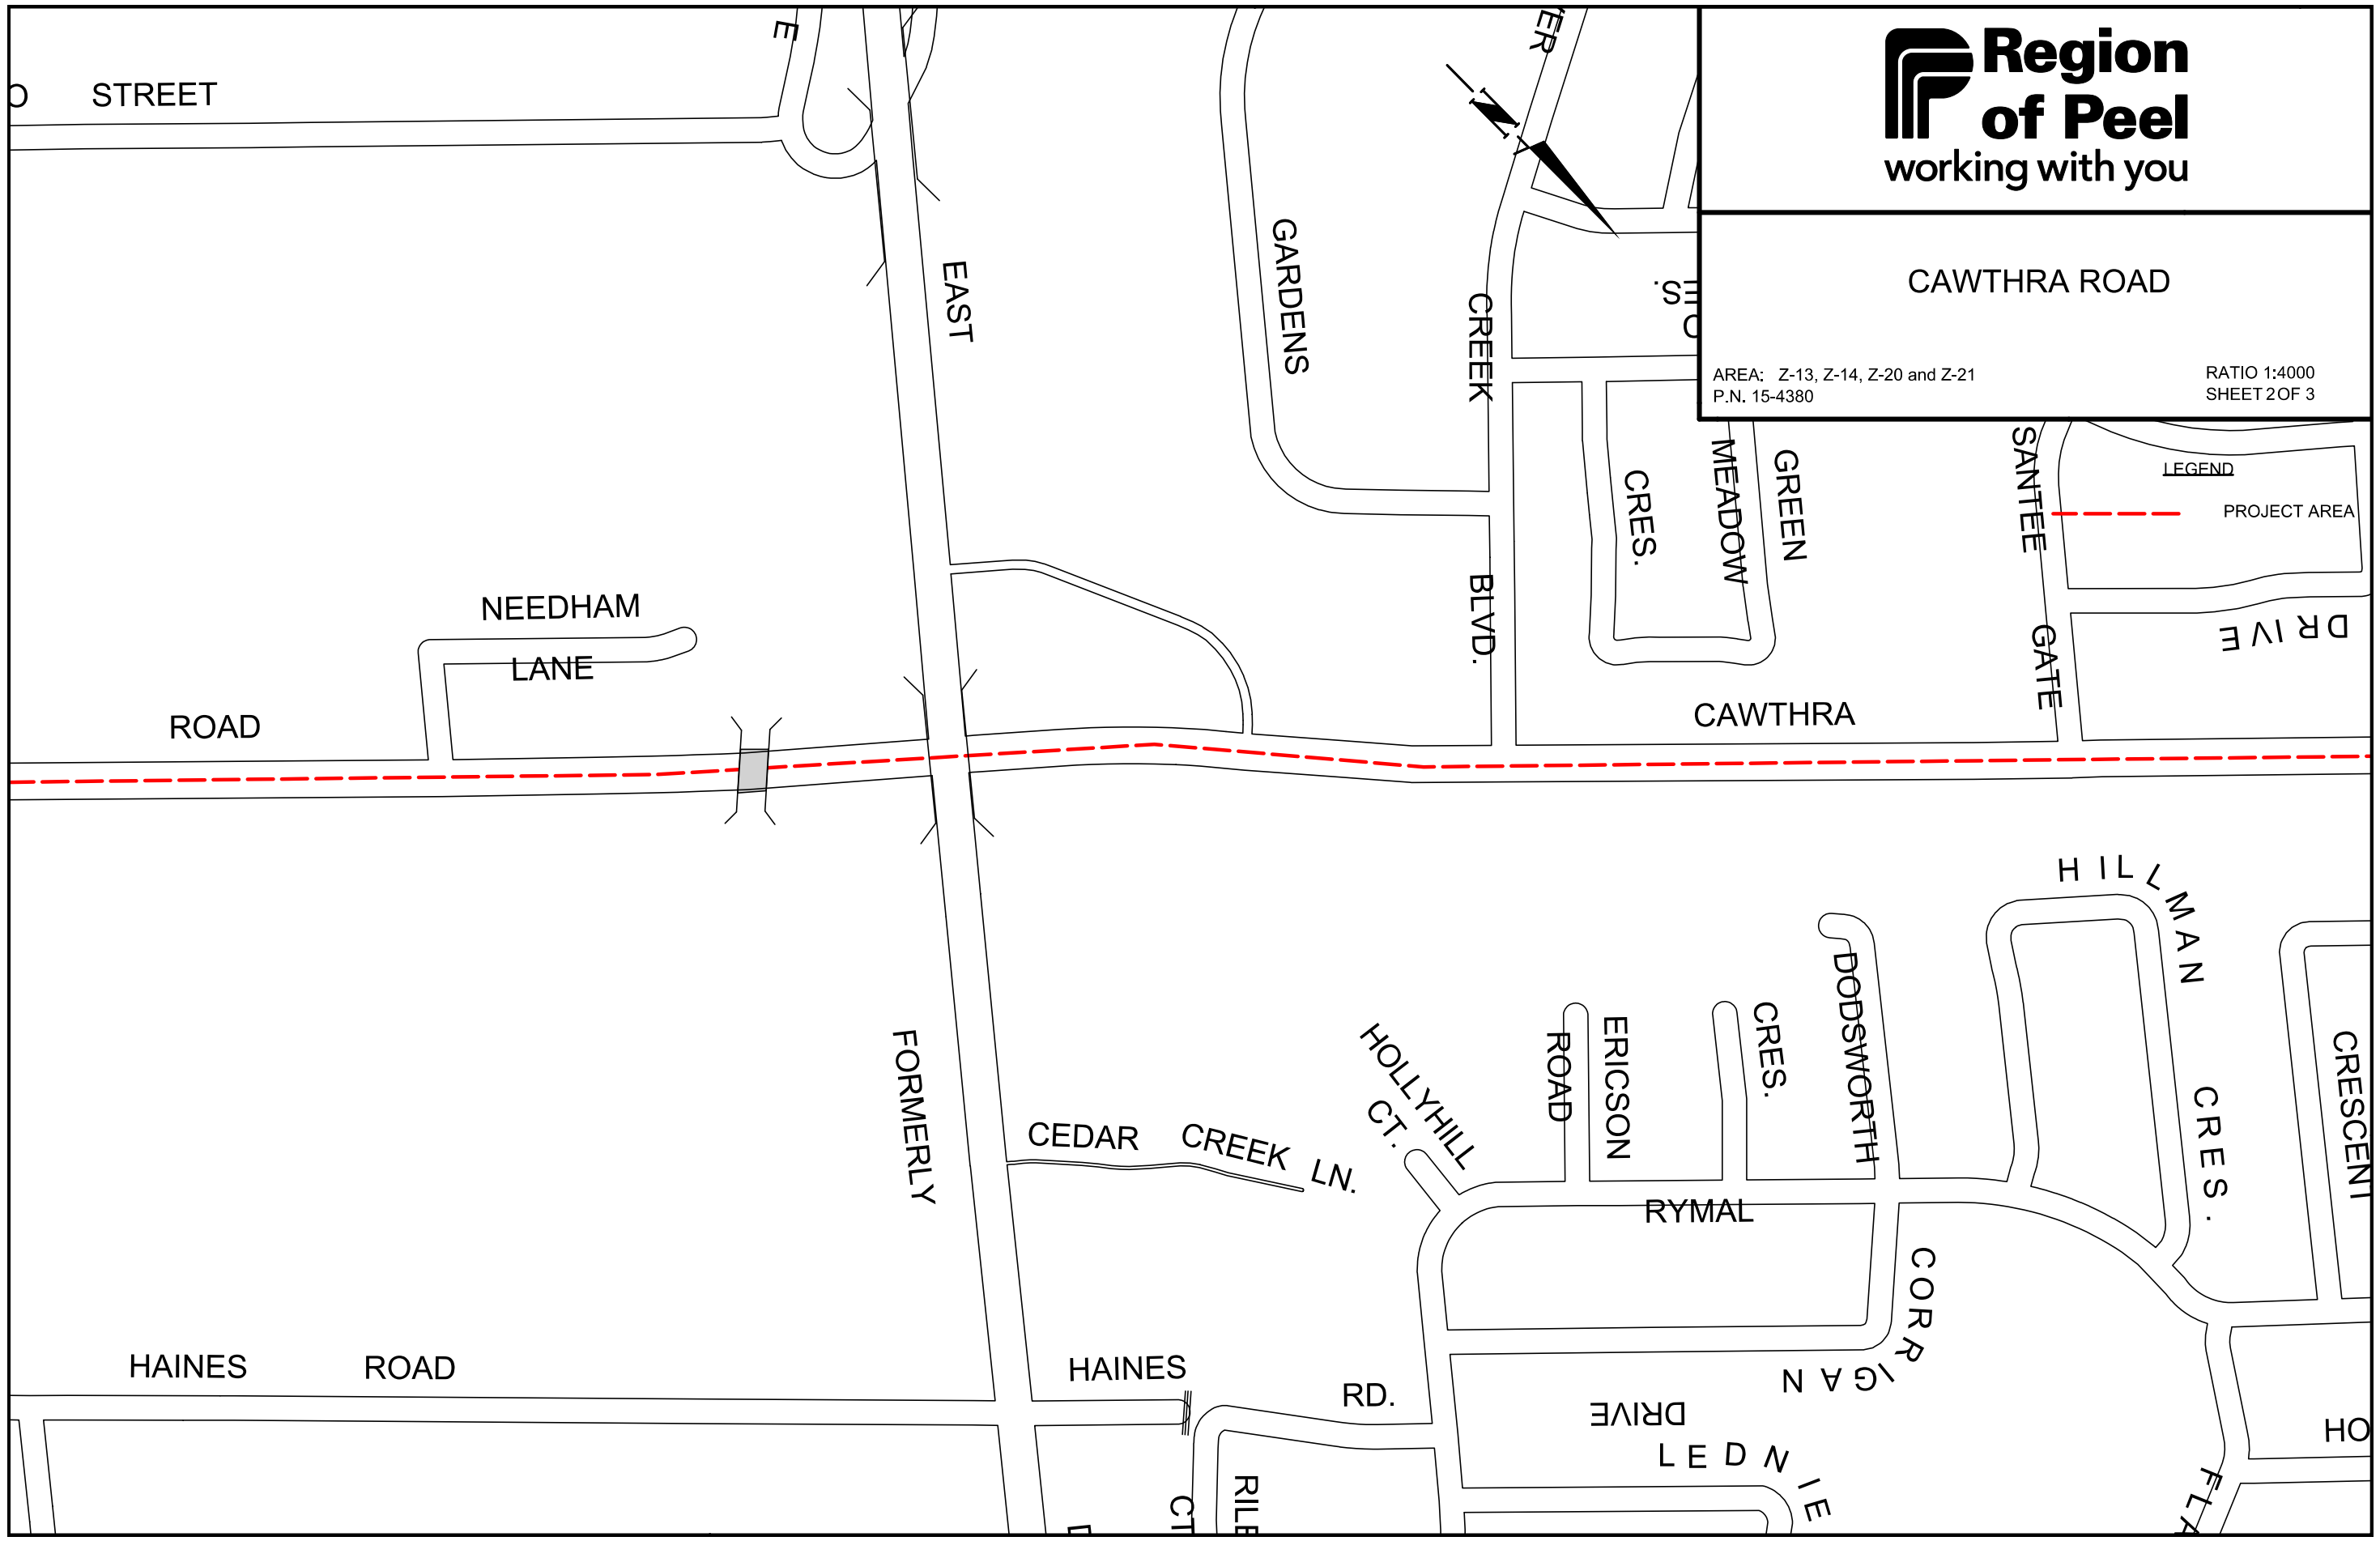 Region
of Peel
working with you
CAWTHRA ROAD
AREA: Z-13, Z-14, Z-20 and Z-21
P.N. 15-4380
RATIO 1:4000
SHEET 2 OF 3
LEGEND
PROJECT AREA
STREET
EAST
GARDENS
CREEK
BLVD.
CRES.
MEADOW
GREEN
SANTEE
GATE
DRIVE
NEEDHAM
LANE
ROAD
CAWTHRA
HILLMAN
CRES.
DODSWORTH
CRES.
ERICSON
ROAD
HOLLYHILL
CT.
CRESCENT
FORMERLY
CEDAR CREEK LN.
RYMAL
CORRIGAN
DRIVE
HAINES ROAD
HAINES
RD.
LEDNIE
N